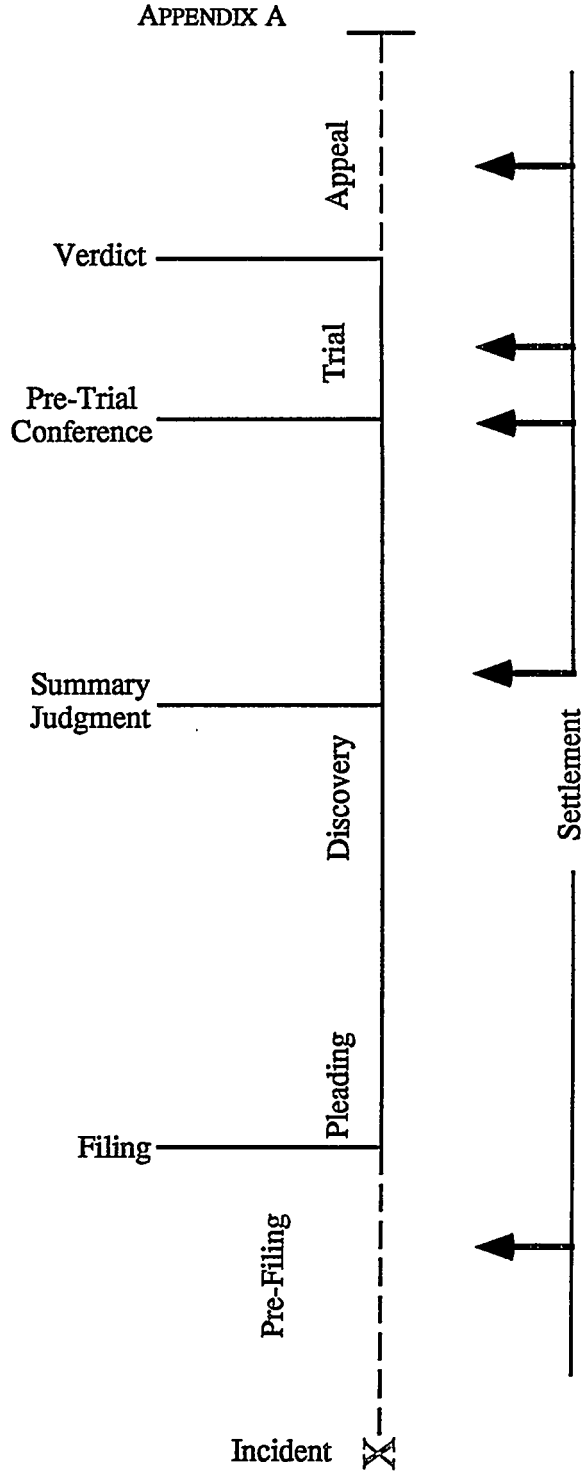 APPENDIX A
Appeal
Verdict
Trial
Pre-Trial
Conference
Summary
Judgment
Discovery
Settlement
Pleading
Filing
Pre-Filing
Incident X